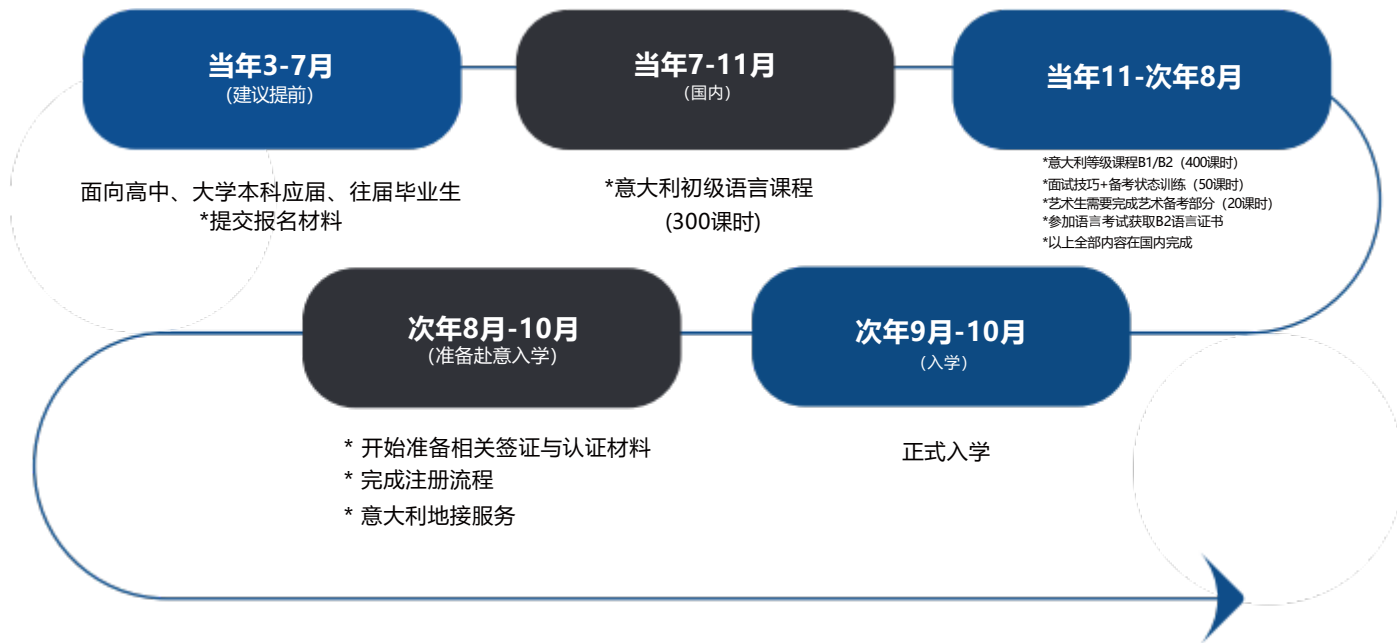 当年3-7月
(建议提前)
当年7-11月
(国内)
当年11-次年8月
面向高中、大学本科应届、往届毕业生
*提交报名材料
*意大利初级语言课程
(300课时)
*意大利等级课程B1/B2（400课时）
*面试技巧+备考状态训练（50课时）
*艺术生需要完成艺术备考部分（20课时）
*参加语言考试获取B2语言证书
*以上全部内容在国内完成
次年8月-10月
(准备赴意入学)
次年9月-10月
(入学)
* 开始准备相关签证与认证材料
* 完成注册流程
* 意大利地接服务
正式入学